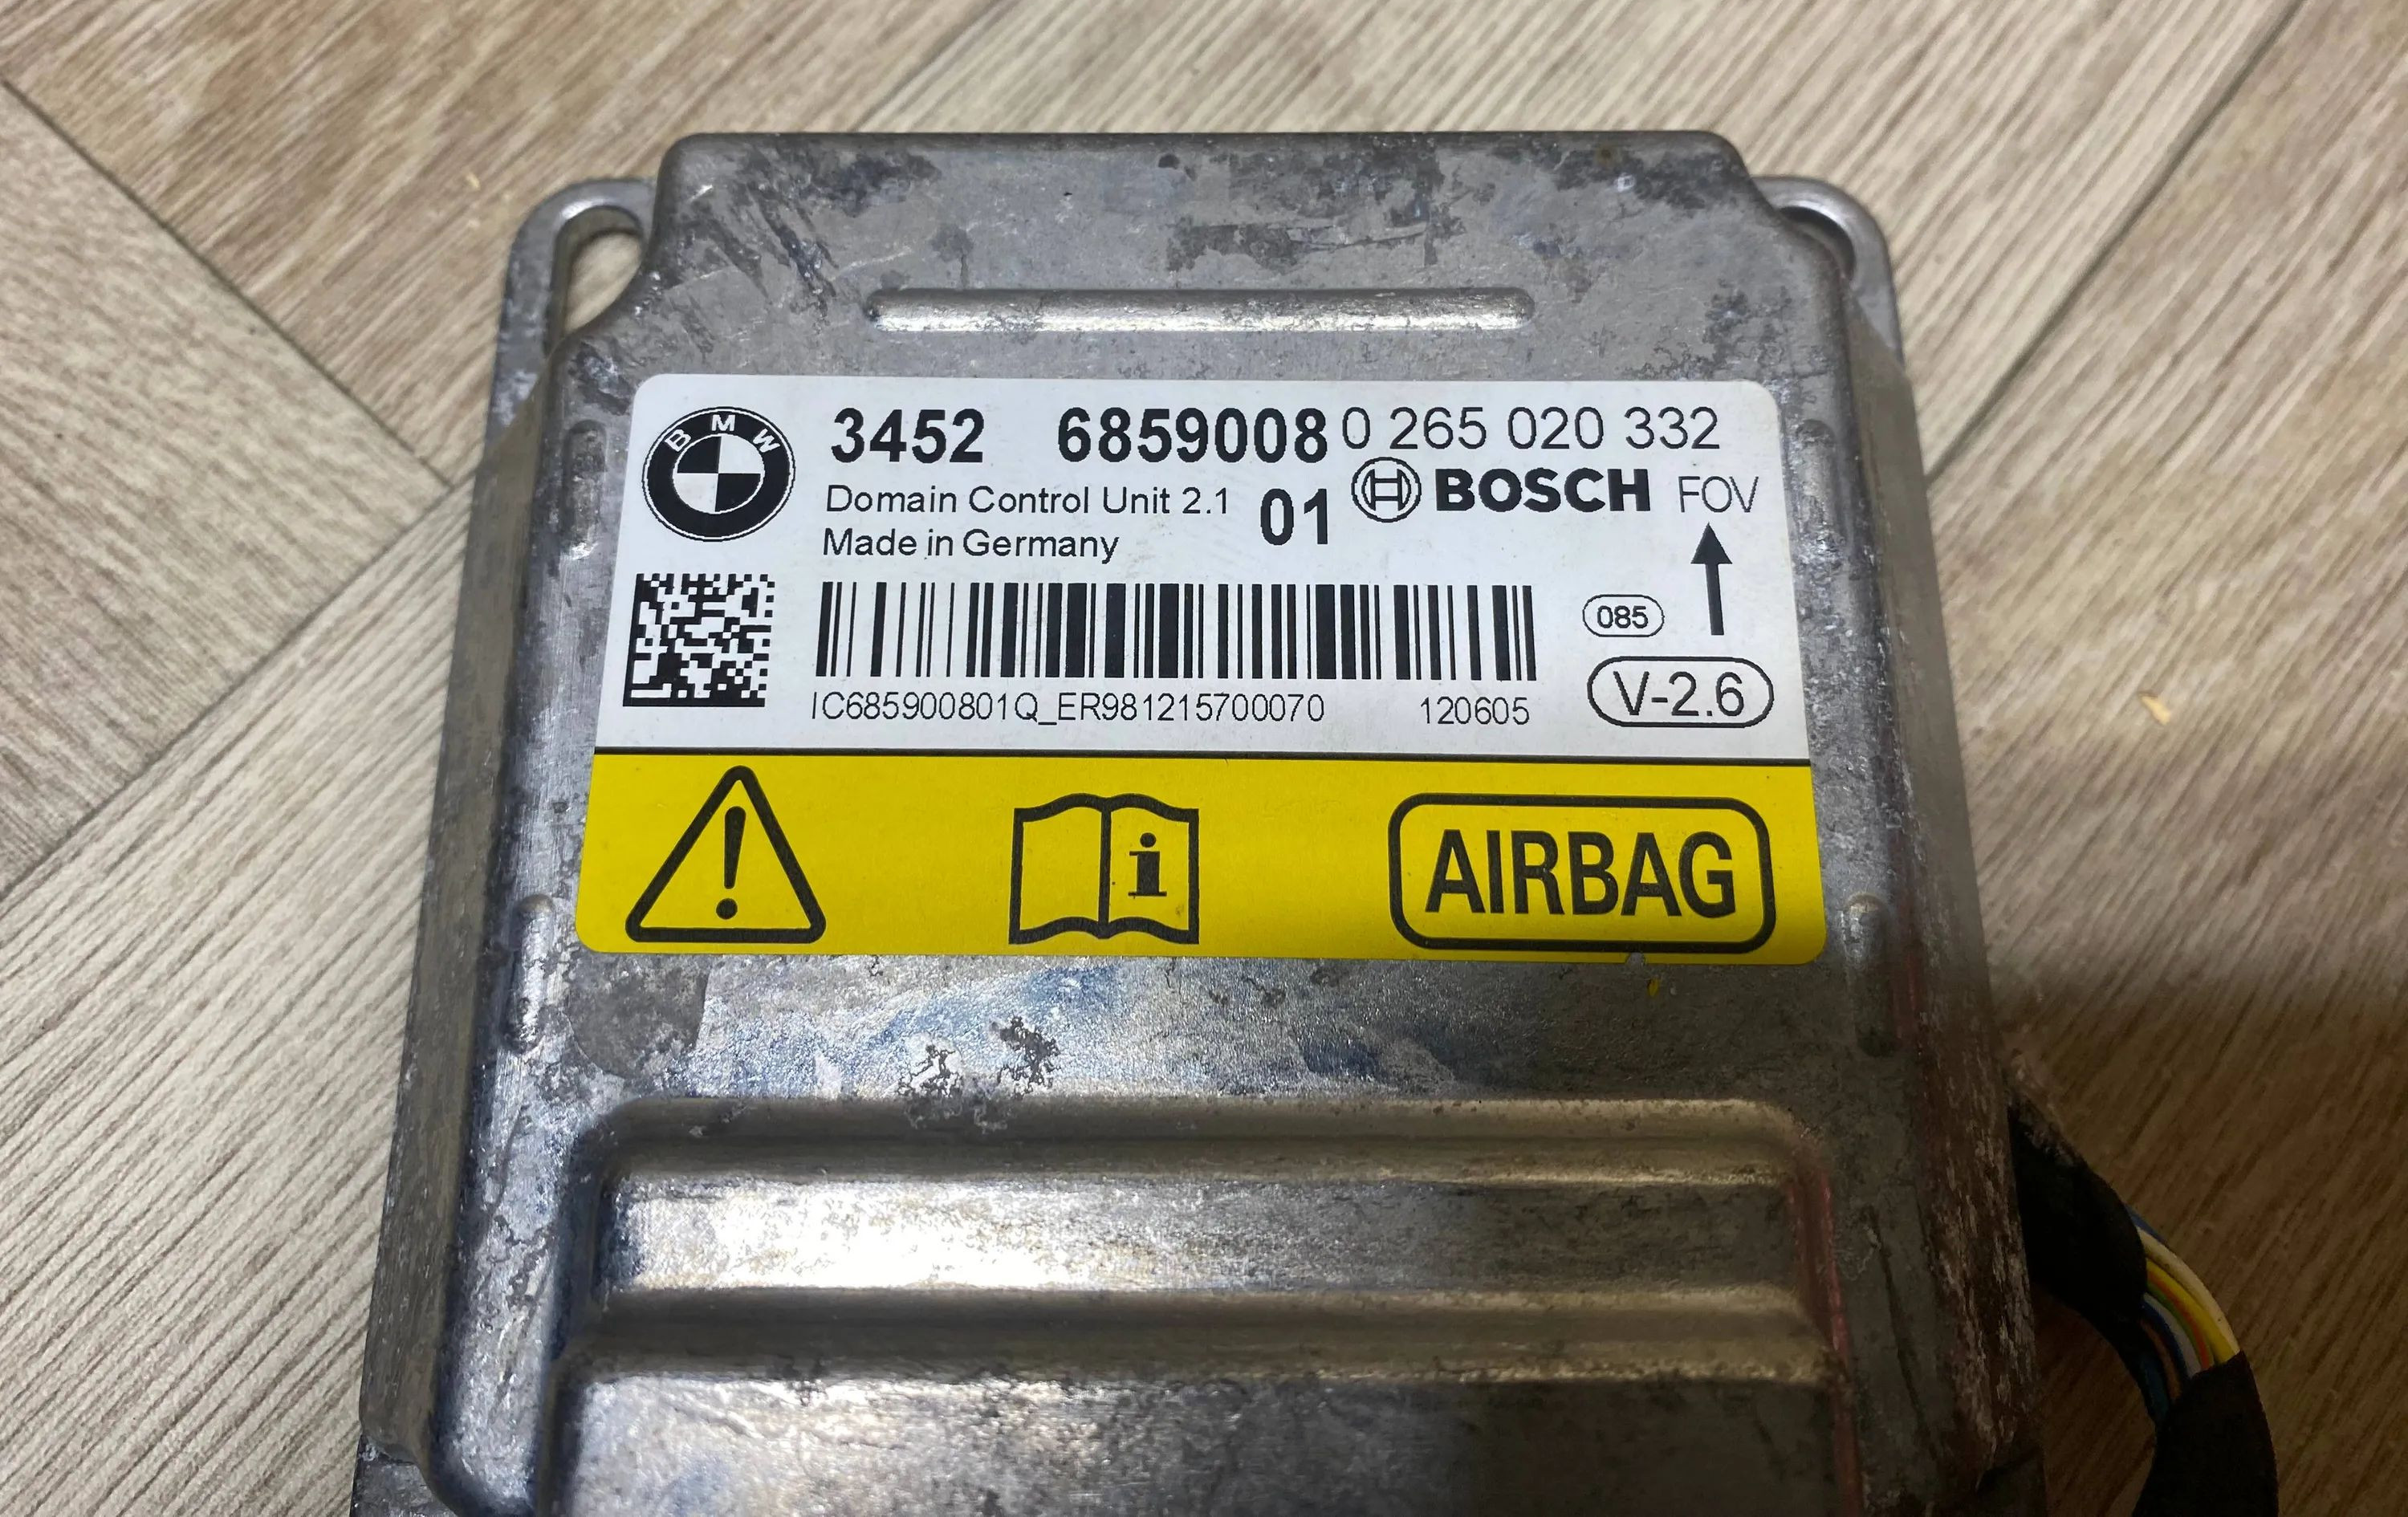 BMW
3452 6859008 0 265 020 332
Domain Control Unit 2.1 01 BOSCH FOV
Made in Germany
085
IC685900801Q_ER981215700070 120605 V-2.6
AIRBAG